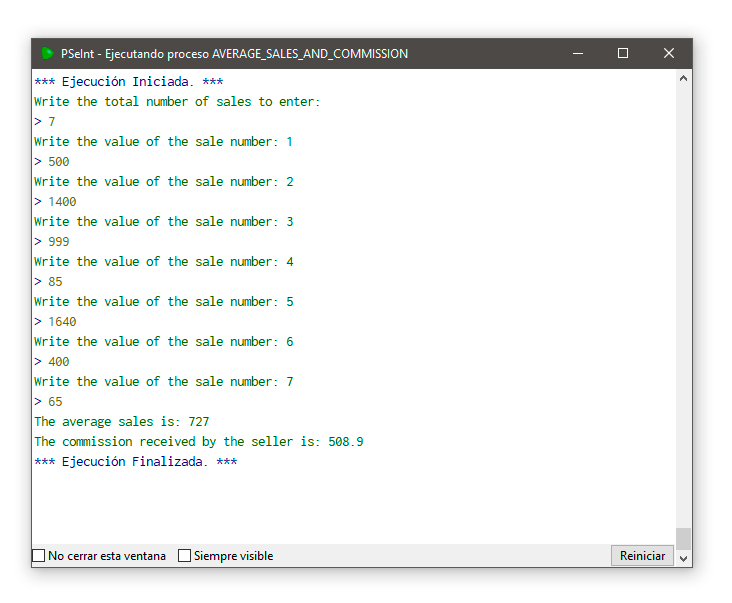 PSeInt - Ejecutando proceso AVERAGE_SALES_AND_COMMISSION
*** Ejecución Iniciada. ***
Write the total number of sales to enter:
> 7
Write the value of the sale number: 1
> 500
Write the value of the sale number: 2
> 1400
Write the value of the sale number: 3
> 999
Write the value of the sale number: 4
> 85
Write the value of the sale number: 5
> 1640
Write the value of the sale number: 6
> 400
Write the value of the sale number: 7
> 65
The average sales is: 727
The commission received by the seller is: 508.9
*** Ejecución Finalizada. ***
No cerrar esta ventana Siempre visible Reiniciar